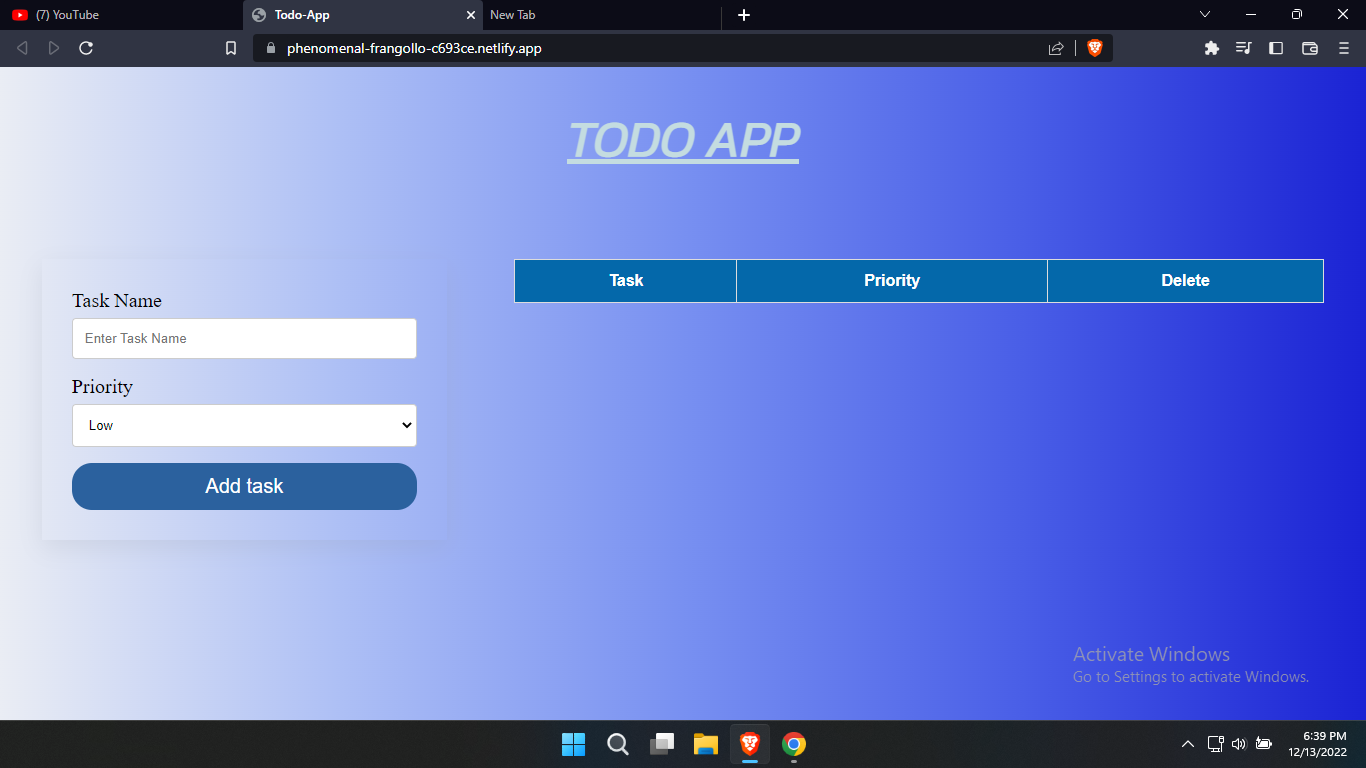 (7) YouTube
Todo-App
New Tab
phenomenal-frangollo-c693ce.netlify.app
TODO APP
Task Name
Enter Task Name
Priority
Low
Add task
Task Priority Delete
Activate Windows
Go to Settings to activate Windows.
6:39 PM
12/13/2022